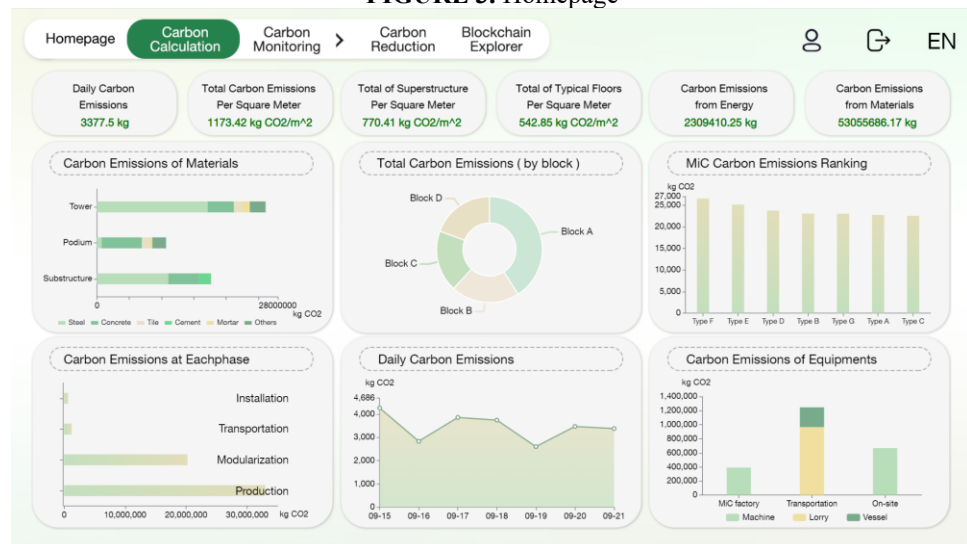 FIGURE 3. Homepage
Homepage
Carbon
Calculation
Carbon
Monitoring
>
Carbon
Reduction
Blockchain
Explorer
EN
Daily Carbon
Emissions
3377.5 kg
Total Carbon Emissions
Per Square Meter
1173.42 kg CO2/m^2
Total of Superstructure
Per Square Meter
770.41 kg CO2/m^2
Total of Typical Floors
Per Square Meter
542.85 kg CO2/m^2
Carbon Emissions
from Energy
2309410.25 kg
Carbon Emissions
from Materials
53055686.17 kg
Carbon Emissions of Materials
Tower
Podium
Substructure
0
28000000
kg CO2
Steel Concrete Tile Cement Mortar Others
Total Carbon Emissions ( by block )
Block D
Block A
Block C
Block B
MiC Carbon Emissions Ranking
kg CO2
27,000
25,000
20,000
15,000
10,000
5,000
0
Type F Type E Type D Type B Type G Type A Type C
Carbon Emissions at Eachphase
Installation
Transportation
Modularization
Production
0 10,000,000 20,000,000 30,000,000 kg CO2
Daily Carbon Emissions
kg CO2
4,686
4,000
3,000
2,000
1,000
0
09-15 09-16 09-17 09-18 09-19 09-20 09-21
Carbon Emissions of Equipments
kg CO2
1,400,000
1,200,000
1,000,000
800,000
600,000
400,000
200,000
0
MiC factory Transportation On-site
Machine Lorry Vessel